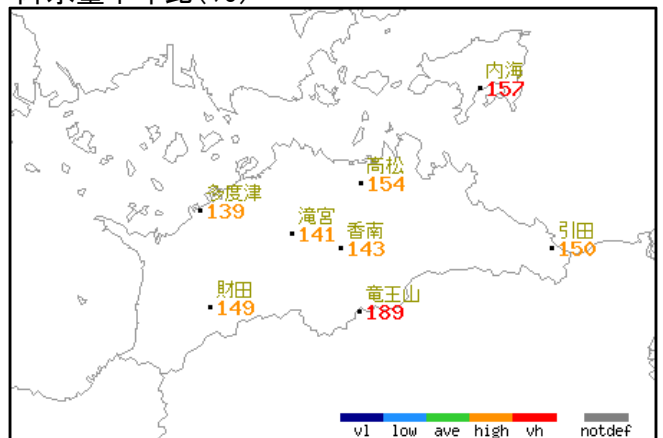 内海
157
高松
154
多度津
139
滝宮
141
香南
143
引田
150
財田
149
竜王山
189
vl low ave high vh notdef